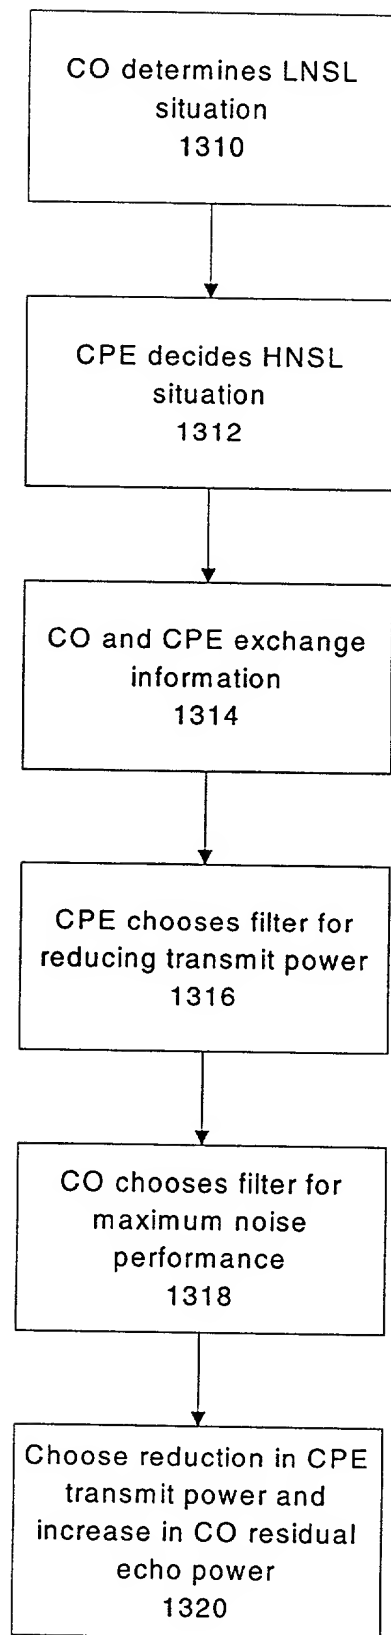 CO determines LNSL
situation
1310
CPE decides HNSL
situation
1312
CO and CPE exchange
information
1314
CPE chooses filter for
reducing transmit power
1316
CO chooses filter for
maximum noise
performance
1318
Choose reduction in CPE
transmit power and
increase in CO residual
echo power
1320